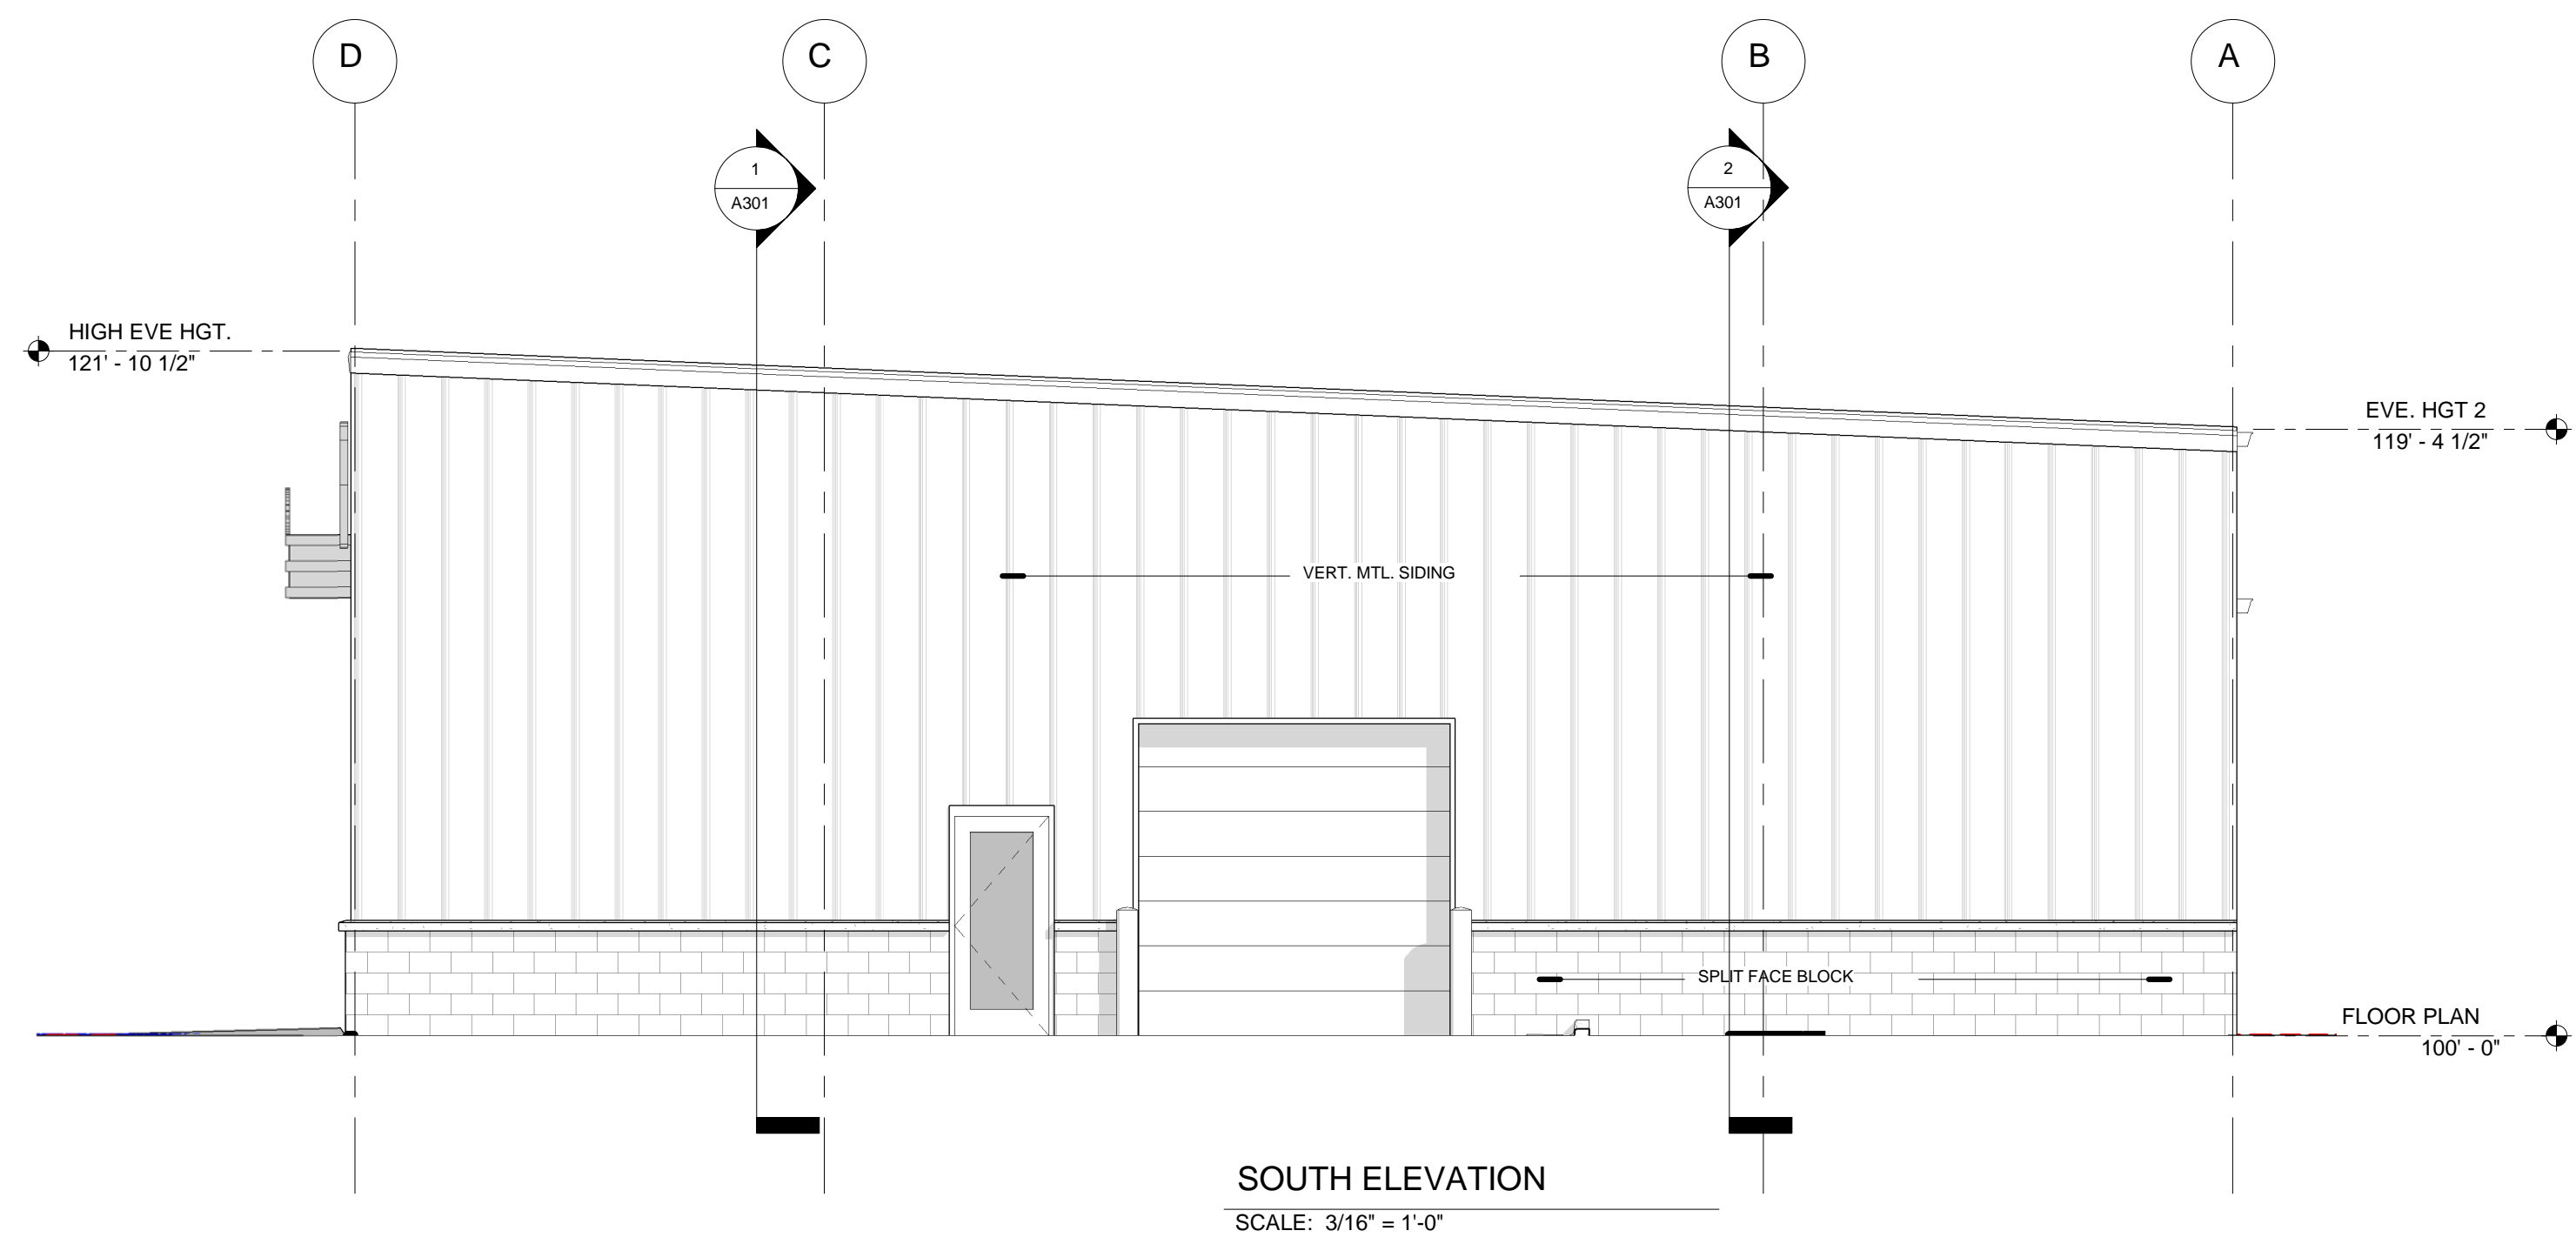 D
C
B
A
1
A301
2
A301
HIGH EVE HGT.
121' - 10 1/2"
EVE. HGT 2
119' - 4 1/2"
VERT. MTL. SIDING
SPLIT FACE BLOCK
FLOOR PLAN
100' - 0"
SOUTH ELEVATION
SCALE: 3/16" = 1'-0"